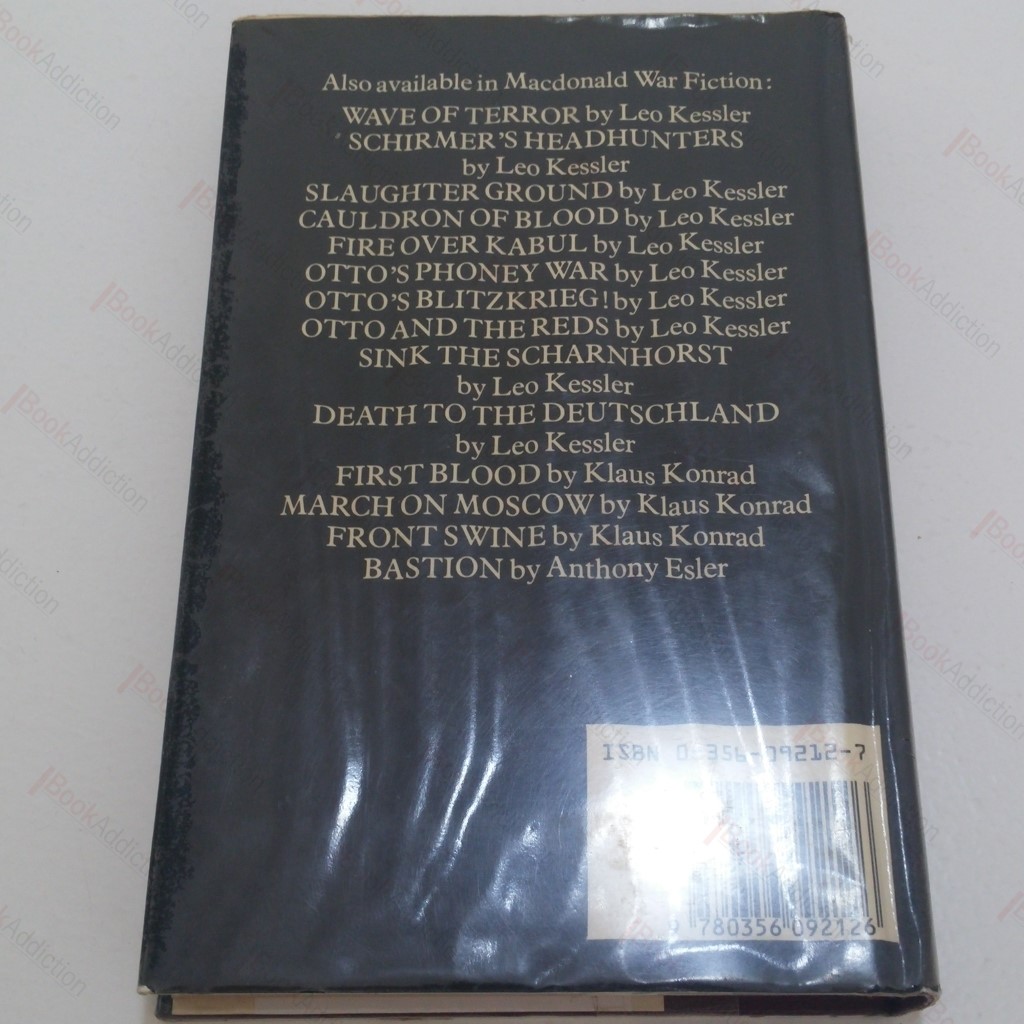 Also available in Macdonald War Fiction:
WAVE OF TERROR by Leo Kessler
SCHIRMER'S HEADHUNTERS
by Leo Kessler
SLAUGHTER GROUND by Leo Kessler
CAULDRON OF BLOOD by Leo Kessler
FIRE OVER KABUL by Leo Kessler
OTTO'S PHONEY WAR by Leo Kessler
OTTO'S BLITZKRIEG! by Leo Kessler
OTTO AND THE REDS by Leo Kessler
SINK THE SCHARNHORST
by Leo Kessler
DEATH TO THE DEUTSCHLAND
by Leo Kessler
FIRST BLOOD by Klaus Konrad
MARCH ON MOSCOW by Klaus Konrad
FRONT SWINE by Klaus Konrad
BASTION by Anthony Esler
ISBN 0-356-09212-7
9 780356 092126
BookAddiction